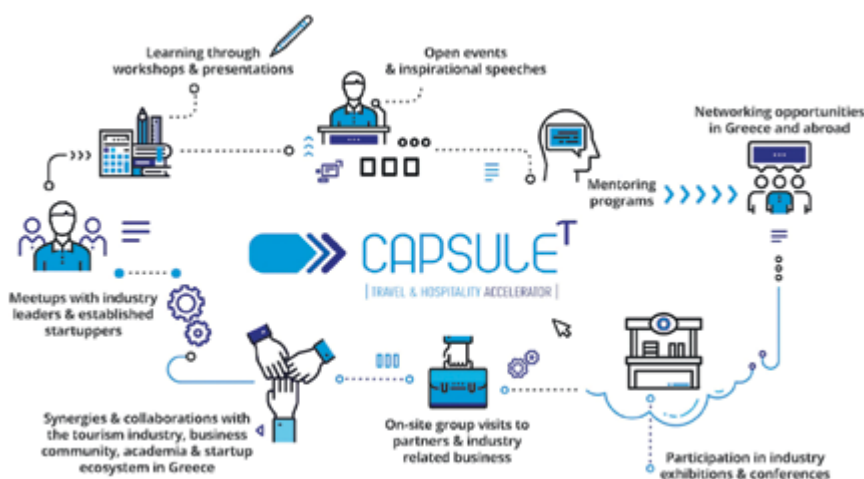 Learning through
workshops & presentations
Open events
& inspirational speeches
Networking opportunities
in Greece and abroad
Mentoring
programs
CAPSULE T
| TRAVEL & HOSPITALITY ACCELERATOR |
Meetups with industry
leaders & established
startuppers
Synergies & collaborations with
the tourism industry, business
community, academia & startup
ecosystem in Greece
On-site group visits to
partners & industry
related business
Participation in industry
exhibitions & conferences